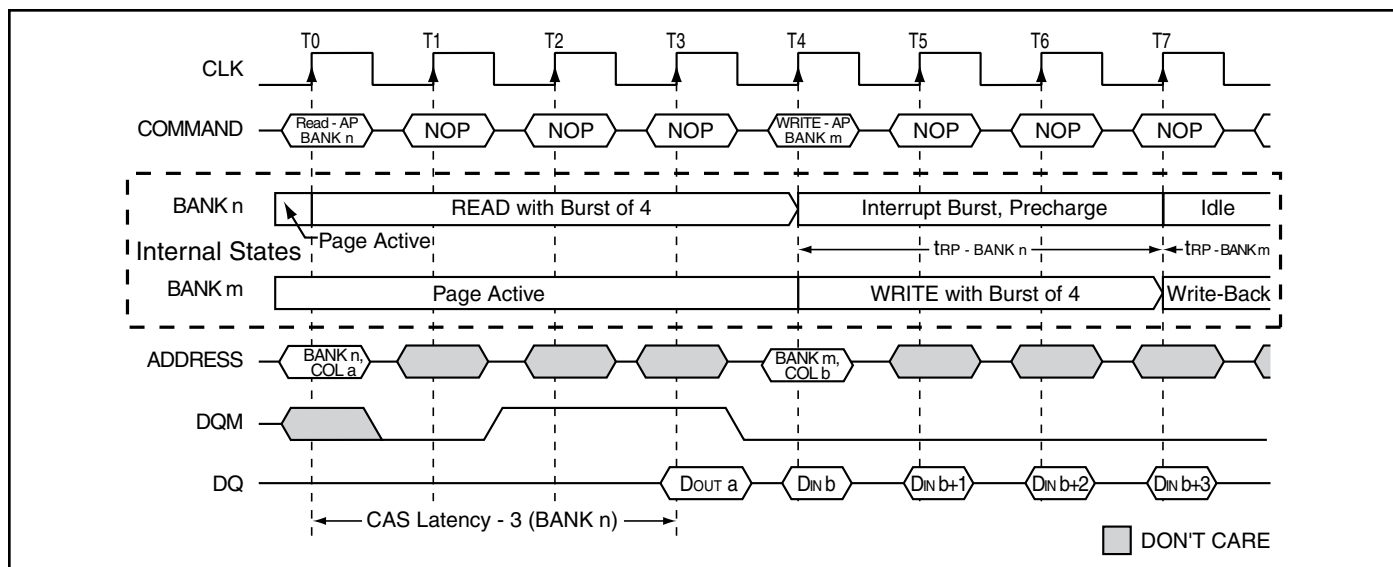 T0 T1 T2 T3 T4 T5 T6 T7
CLK
COMMAND Read - AP BANK n NOP NOP NOP WRITE - AP BANK m NOP NOP NOP
BANK n READ with Burst of 4 Interrupt Burst, Precharge Idle
Page Active tRP - BANK n tRP - BANK m
Internal States
BANK m Page Active WRITE with Burst of 4 Write-Back
ADDRESS BANK n, COL a BANK m, COL b
DQM
DQ DOUT a DIN b DIN b+1 DIN b+2 DIN b+3
CAS Latency - 3 (BANK n)
DON'T CARE